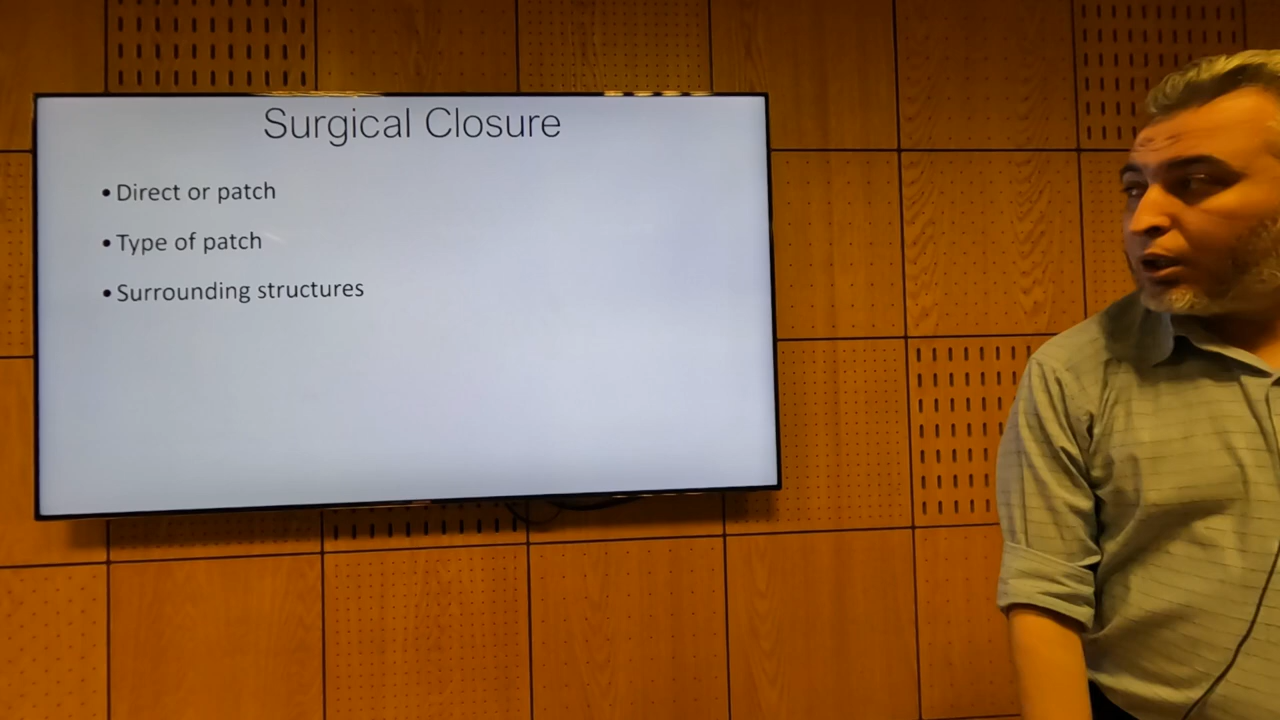 Surgical Closure
• Direct or patch
• Type of patch
• Surrounding structures